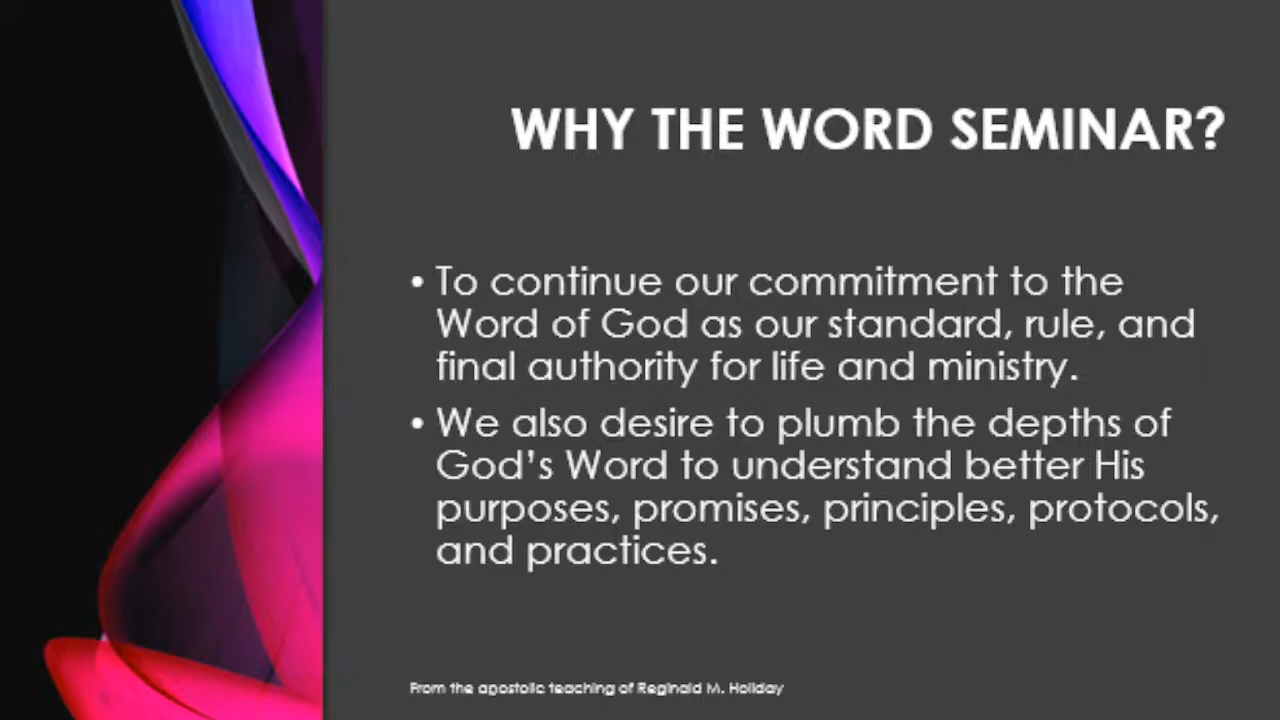 WHY THE WORD SEMINAR?
• To continue our commitment to the
Word of God as our standard, rule, and
final authority for life and ministry.
• We also desire to plumb the depths of
God's Word to understand better His
purposes, promises, principles, protocols,
and practices.
From the apostolic teaching of Reginald M. Holiday